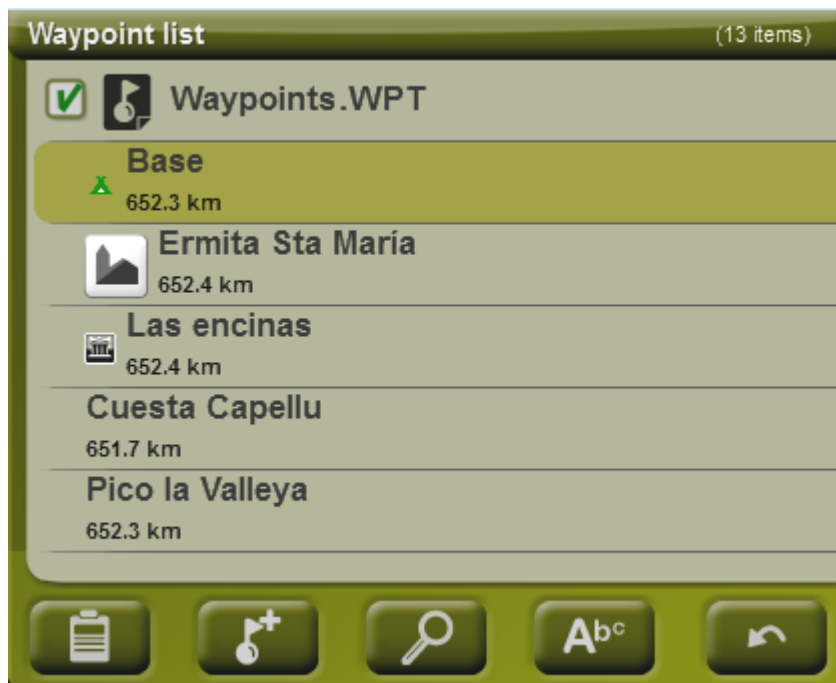 Waypoint list (13 items)
Waypoints.WPT
Base
652.3 km
Ermita Sta María
652.4 km
Las encinas
652.4 km
Cuesta Capellu
651.7 km
Pico la Valleya
652.3 km
Abc